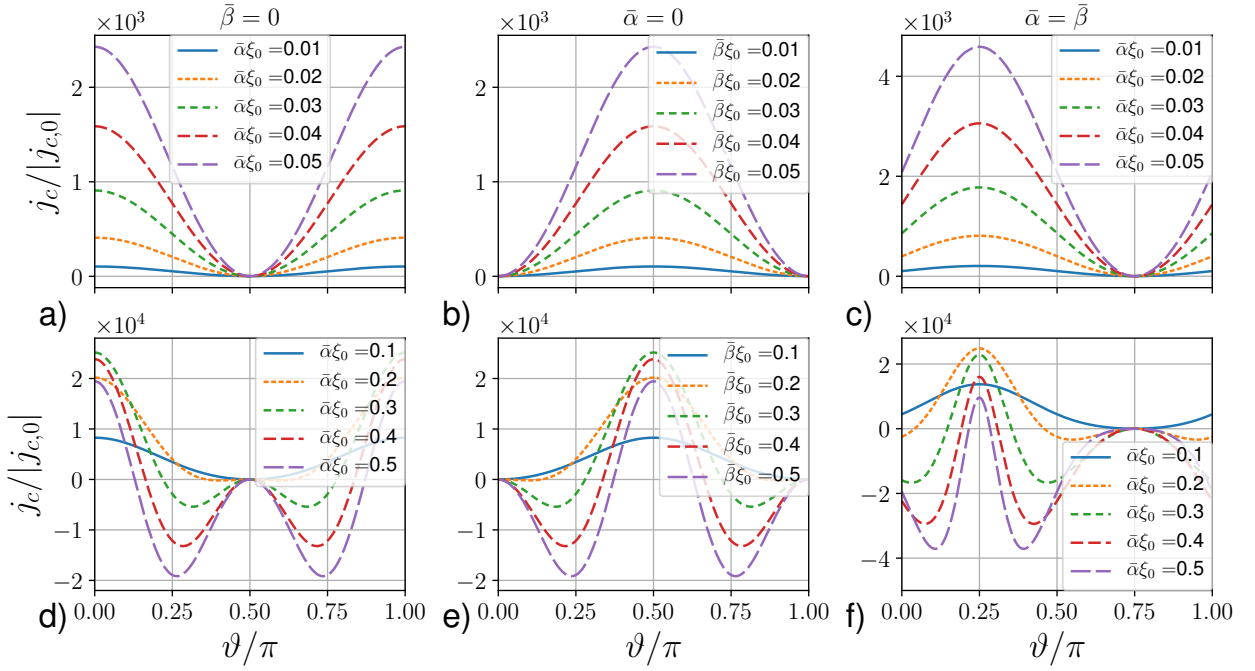 β̄ = 0
ᾱ = 0
ᾱ = β̄
×10³
×10³
×10³
j_c/|j_{c,0}|
2
1
0
ᾱξ₀ =0.01
ᾱξ₀ =0.02
ᾱξ₀ =0.03
ᾱξ₀ =0.04
ᾱξ₀ =0.05
a)
2
1
0
β̄ξ₀ =0.01
β̄ξ₀ =0.02
β̄ξ₀ =0.03
β̄ξ₀ =0.04
β̄ξ₀ =0.05
b)
4
2
0
ᾱξ₀ =0.01
ᾱξ₀ =0.02
ᾱξ₀ =0.03
ᾱξ₀ =0.04
ᾱξ₀ =0.05
c)
×10⁴
×10⁴
×10⁴
j_c/|j_{c,0}|
2
1
0
−1
−2
ᾱξ₀ =0.1
ᾱξ₀ =0.2
ᾱξ₀ =0.3
ᾱξ₀ =0.4
ᾱξ₀ =0.5
0.00 0.25 0.50 0.75 1.00
d)
ϑ/π
2
1
0
−1
−2
β̄ξ₀ =0.1
β̄ξ₀ =0.2
β̄ξ₀ =0.3
β̄ξ₀ =0.4
β̄ξ₀ =0.5
0.00 0.25 0.50 0.75 1.00
e)
ϑ/π
2
0
−2
−4
ᾱξ₀ =0.1
ᾱξ₀ =0.2
ᾱξ₀ =0.3
ᾱξ₀ =0.4
ᾱξ₀ =0.5
0.00 0.25 0.50 0.75 1.00
f)
ϑ/π